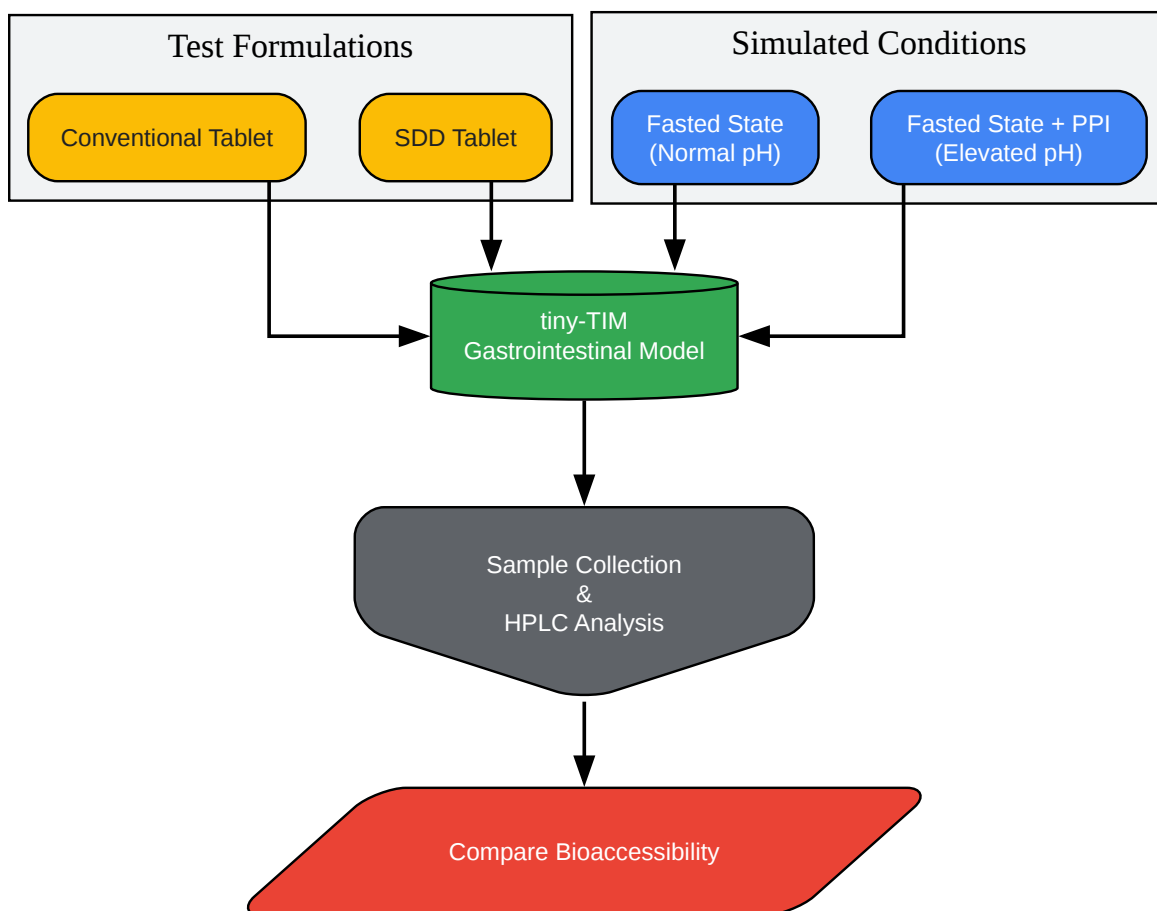 Test Formulations
Simulated Conditions
Conventional Tablet
SDD Tablet
Fasted State
(Normal pH)
Fasted State + PPI
(Elevated pH)
tiny-TIM
Gastrointestinal Model
Sample Collection
&
HPLC Analysis
Compare Bioaccessibility